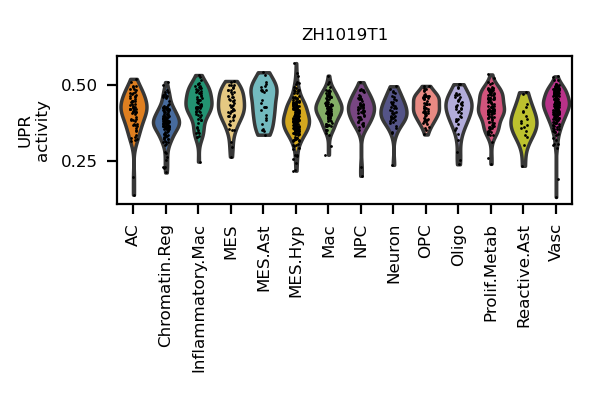 ZH1019T1
UPR
activity
0.50
0.25
AC
Chromatin.Reg
Inflammatory.Mac
MES
MES.Ast
MES.Hyp
Mac
NPC
Neuron
OPC
Oligo
Prolif.Metab
Reactive.Ast
Vasc